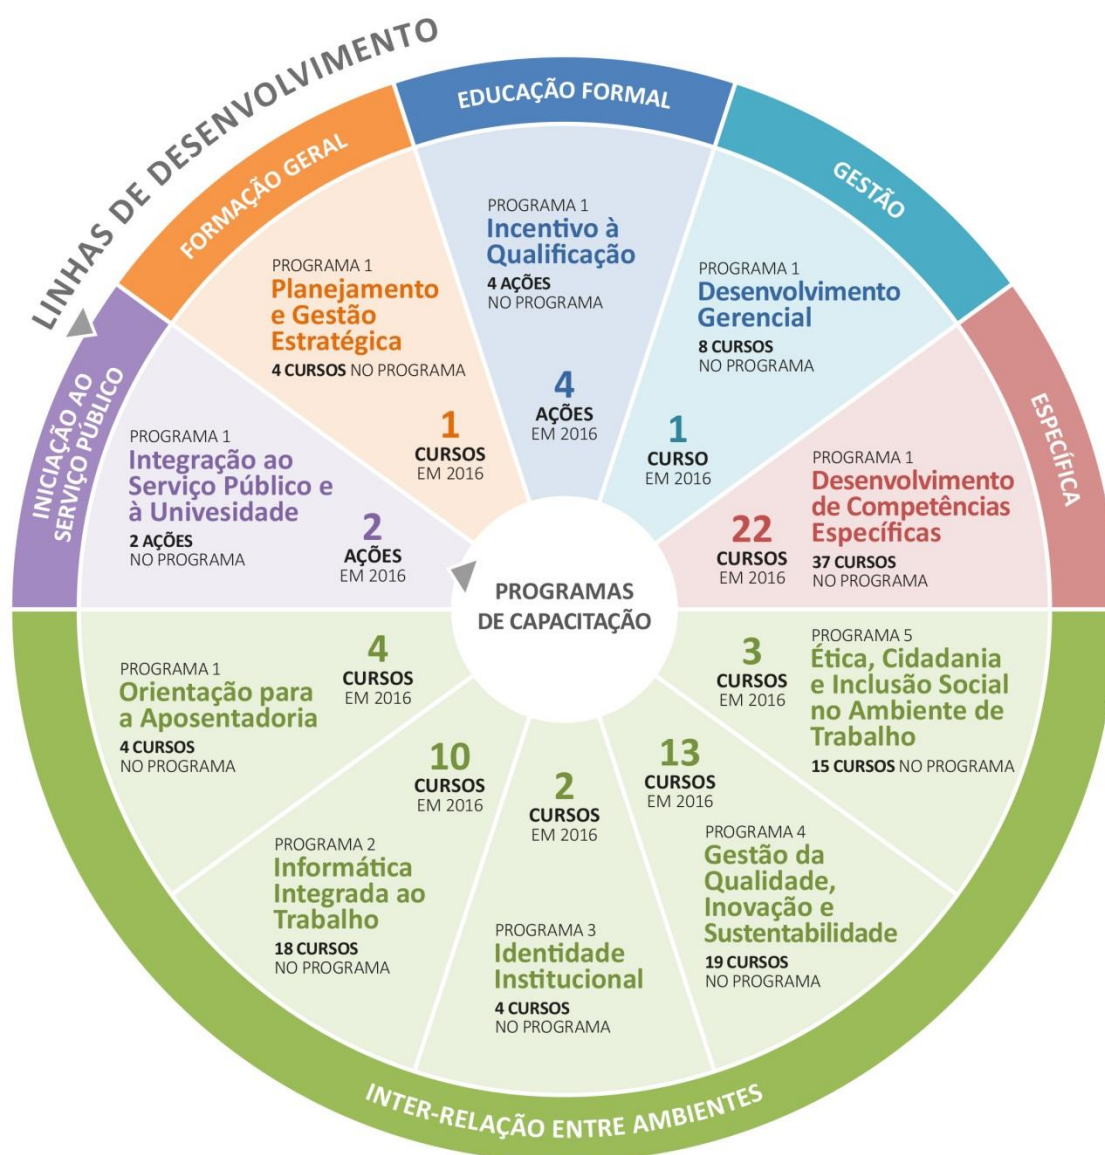 LINHAS DE DESENVOLVIMENTO
INICIAÇÃO AO
SERVIÇO PÚBLICO
PROGRAMA 1
Integração ao
Serviço Público e
à Univesidade
2 AÇÕES
NO PROGRAMA
2
AÇÕES
EM 2016
FORMAÇÃO GERAL
PROGRAMA 1
Planejamento
e Gestão
Estratégica
4 CURSOS NO PROGRAMA
1
CURSOS
EM 2016
EDUCAÇÃO FORMAL
PROGRAMA 1
Incentivo à
Qualificação
4 AÇÕES
NO PROGRAMA
4
AÇÕES
EM 2016
GESTÃO
PROGRAMA 1
Desenvolvimento
Gerencial
8 CURSOS
NO PROGRAMA
1
CURSO
EM 2016
ESPECÍFICA
PROGRAMA 1
Desenvolvimento
de Competências
Específicas
37 CURSOS
NO PROGRAMA
22
CURSOS
EM 2016
PROGRAMAS
DE CAPACITAÇÃO
PROGRAMA 1
Orientação para
a Aposentadoria
4 CURSOS
NO PROGRAMA
4
CURSOS
EM 2016
PROGRAMA 2
Informática
Integrada ao
Trabalho
18 CURSOS
NO PROGRAMA
10
CURSOS
EM 2016
PROGRAMA 3
Identidade
Institucional
4 CURSOS
NO PROGRAMA
2
CURSOS
EM 2016
PROGRAMA 4
Gestão da
Qualidade,
Inovação e
Sustentabilidade
19 CURSOS
NO PROGRAMA
13
CURSOS
EM 2016
PROGRAMA 5
Ética, Cidadania
e Inclusão Social
no Ambiente de
Trabalho
15 CURSOS NO PROGRAMA
3
CURSOS
EM 2016
INTER-RELAÇÃO ENTRE AMBIENTES